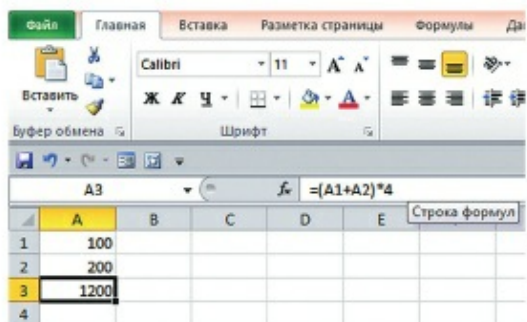 Файл Главная Вставка Разметка страницы Формулы
Calibri 11 A A
Вставить
Ж К Ч
Буфер обмена Шрифт
A3 fx =(A1+A2)*4
Строка формул
A B C D E
1 100
2 200
3 1200
4